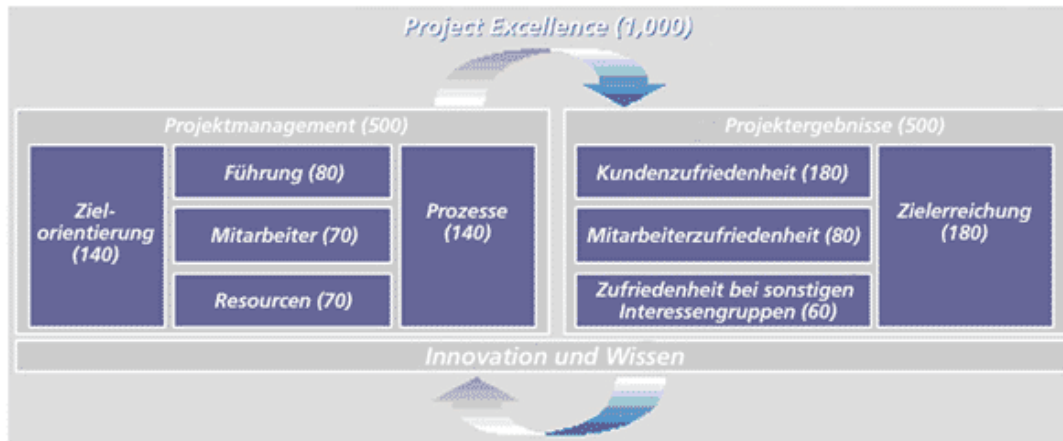 Project Excellence (1,000)
Projektmanagement (500)
Ziel-
orientierung
(140)
Führung (80)
Mitarbeiter (70)
Resourcen (70)
Prozesse
(140)
Projektergebnisse (500)
Kundenzufriedenheit (180)
Mitarbeiterzufriedenheit (80)
Zufriedenheit bei sonstigen
Interessengruppen (60)
Zielerreichung
(180)
Innovation und Wissen